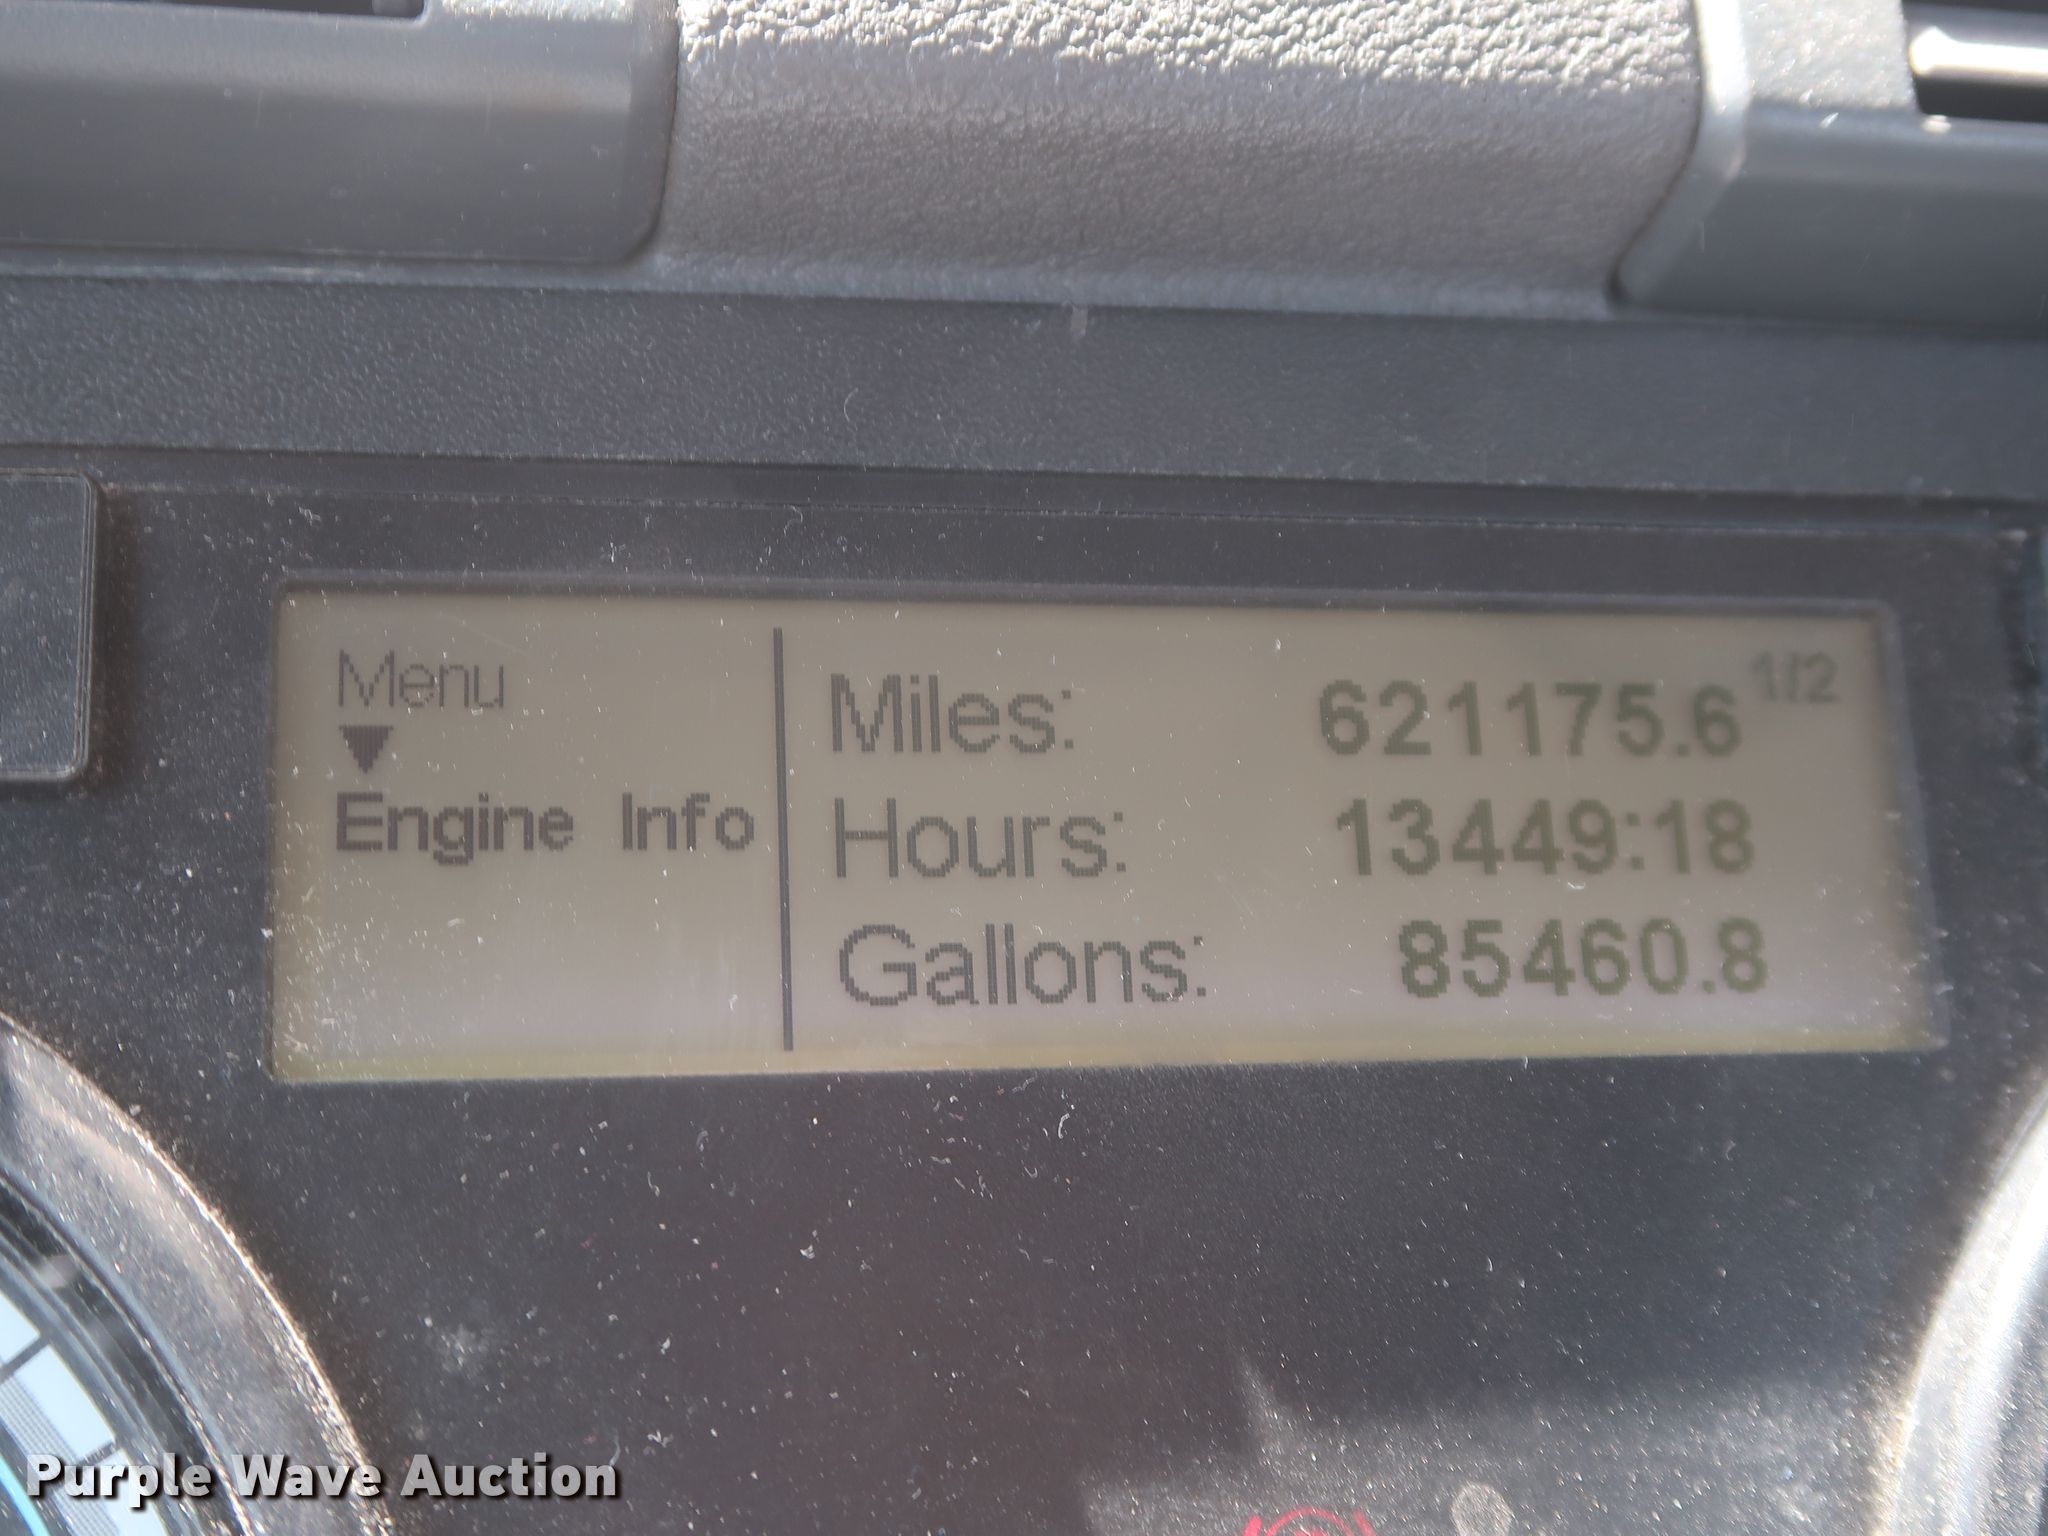 Menu
Engine Info
Miles: 621175.6 1/2
Hours: 13449:18
Gallons: 85460.8
Purple Wave Auction